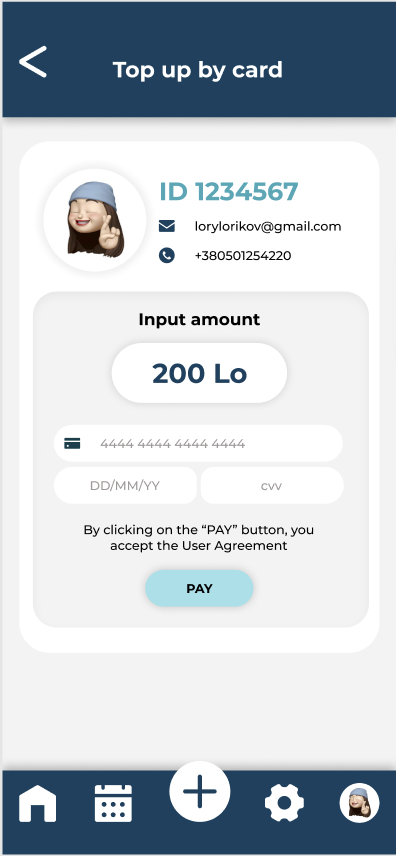 Top up by card
ID 1234567
lorylorikov@gmail.com
+380501254220
Input amount
200 Lo
4444 4444 4444 4444
DD/MM/YY
cvv
By clicking on the “PAY” button, you
accept the User Agreement
PAY